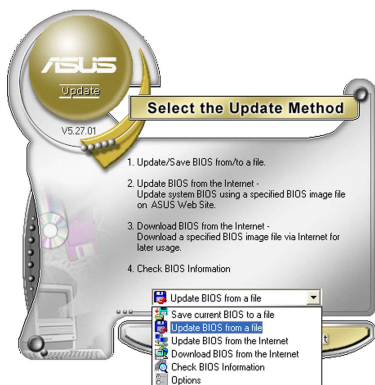 ASUS
Update
V5.27.01
Select the Update Method
1. Update/Save BIOS from/to a file.
2. Update BIOS from the Internet -
Update system BIOS using a specified BIOS image file
on ASUS Web Site.
3. Download BIOS from the Internet -
Download a specified BIOS image file via Internet for
later usage.
4. Check BIOS Information
Update BIOS from a file
Save current BIOS to a file
Update BIOS from a file
Update BIOS from the Internet
Download BIOS from the Internet
Check BIOS Information
Options